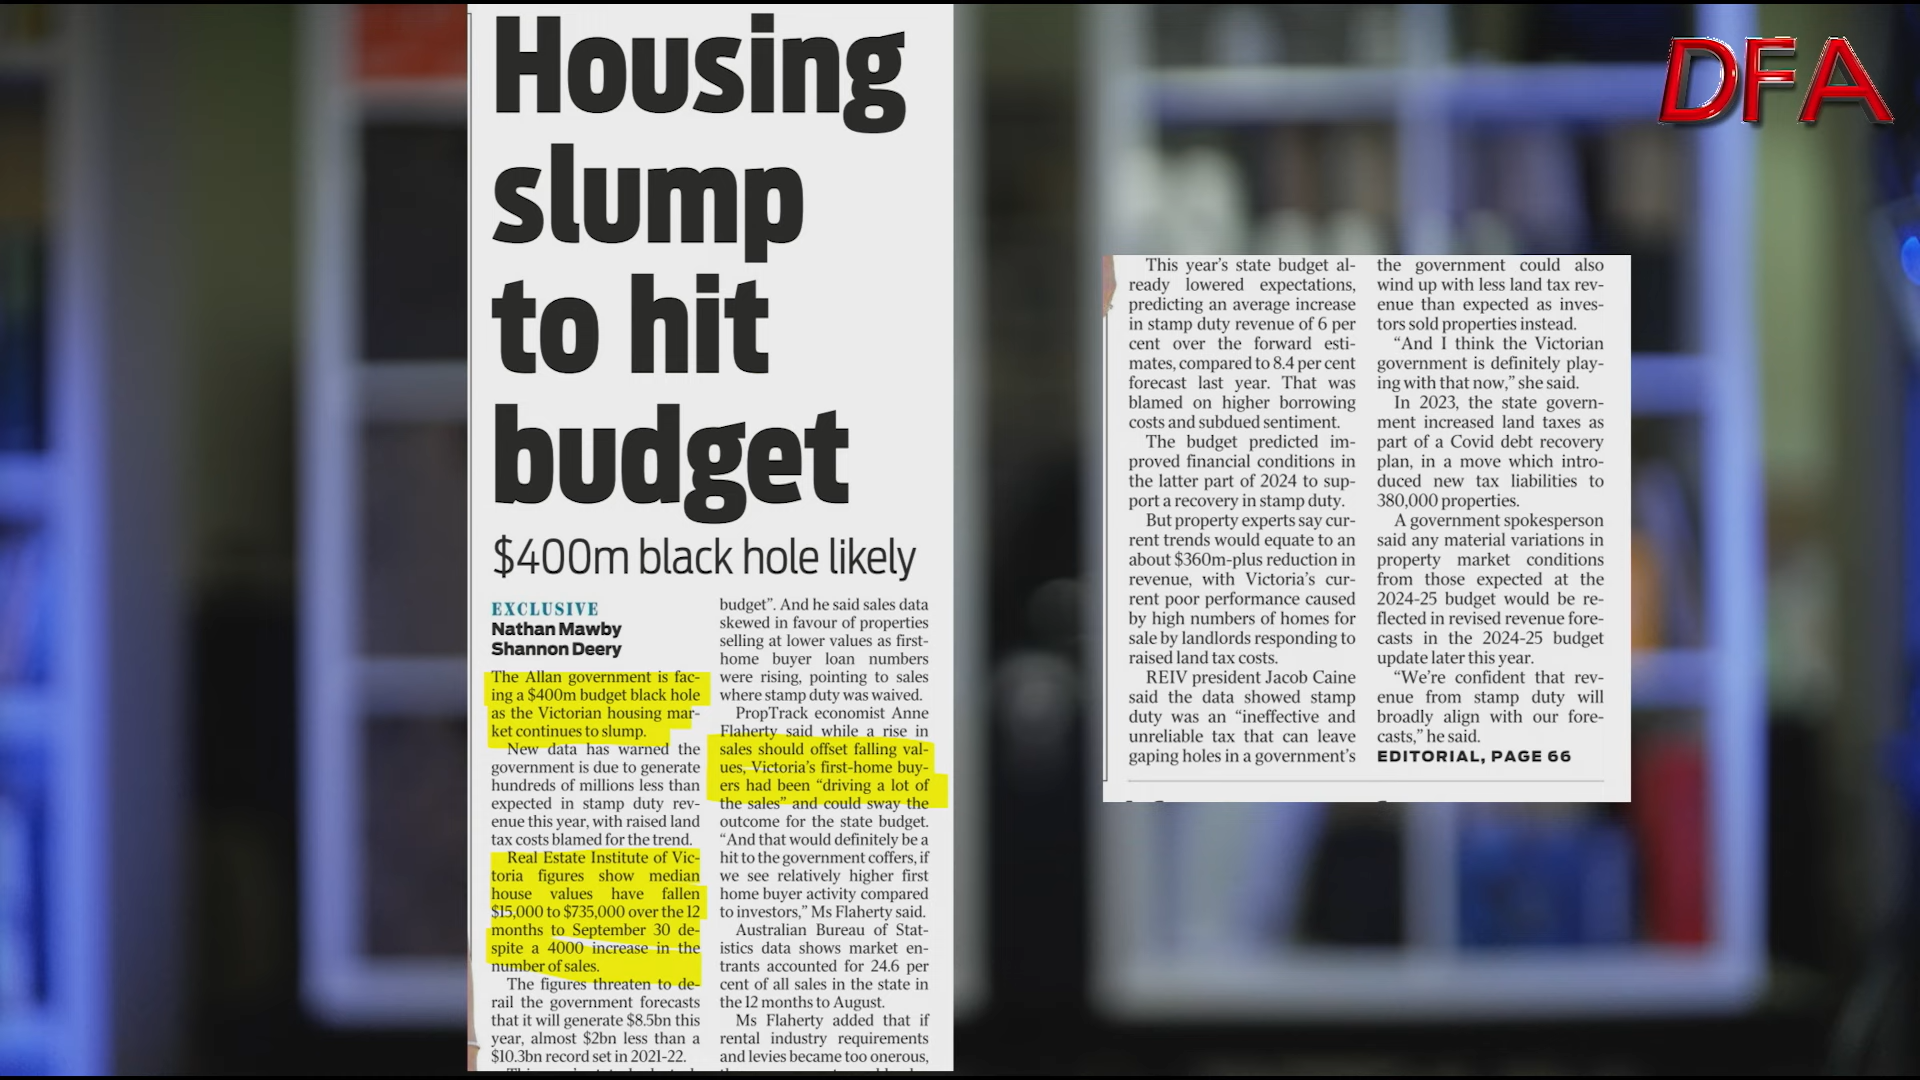 DFA
Housing
slump
to hit
budget
$400m black hole likely
EXCLUSIVE
Nathan Mawby
Shannon Deery
The Allan government is fac-
ing a $400m budget black hole
as the Victorian housing mar-
ket continues to slump.
New data has warned the
government is due to generate
hundreds of millions less than
expected in stamp duty rev-
enue this year, with raised land
tax costs blamed for the trend.
Real Estate Institute of Vic-
toria figures show median
house values have fallen
$15,000 to $735,000 over the 12
months to September 30 de-
spite a 4000 increase in the
number of sales.
The figures threaten to de-
rail the government forecasts
that it will generate $8.5bn this
year, almost $2bn less than a
$10.3bn record set in 2021-22.
budget”. And he said sales data
skewed in favour of properties
selling at lower values as first-
home buyer loan numbers
were rising, pointing to sales
where stamp duty was waived.
PropTrack economist Anne
Flaherty said while a rise in
sales should offset falling val-
ues, Victoria’s first-home buy-
ers had been “driving a lot of
the sales” and could sway the
outcome for the state budget.
“And that would definitely be a
hit to the government coffers, if
we see relatively higher first
home buyer activity compared
to investors,” Ms Flaherty said.
Australian Bureau of Stat-
istics data shows market en-
trants accounted for 24.6 per
cent of all sales in the state in
the 12 months to August.
Ms Flaherty added that if
rental industry requirements
and levies became too onerous,
This year’s state budget al-
ready lowered expectations,
predicting an average increase
in stamp duty revenue of 6 per
cent over the forward esti-
mates, compared to 8.4 per cent
forecast last year. That was
blamed on higher borrowing
costs and subdued sentiment.
The budget predicted im-
proved financial conditions in
the latter part of 2024 to sup-
port a recovery in stamp duty.
But property experts say cur-
rent trends would equate to an
about $360m-plus reduction in
revenue, with Victoria’s cur-
rent poor performance caused
by high numbers of homes for
sale by landlords responding to
raised land tax costs.
REIV president Jacob Caine
said the data showed stamp
duty was an “ineffective and
unreliable tax that can leave
gaping holes in a government’s
the government could also
wind up with less land tax rev-
enue than expected as inves-
tors sold properties instead.
“And I think the Victorian
government is definitely play-
ing with that now,” she said.
In 2023, the state govern-
ment increased land taxes as
part of a Covid debt recovery
plan, in a move which intro-
duced new tax liabilities to
380,000 properties.
A government spokesperson
said any material variations in
property market conditions
from those expected at the
2024-25 budget would be re-
flected in revised revenue fore-
casts in the 2024-25 budget
update later this year.
“We’re confident that rev-
enue from stamp duty will
broadly align with our fore-
casts,” he said.
EDITORIAL, PAGE 66